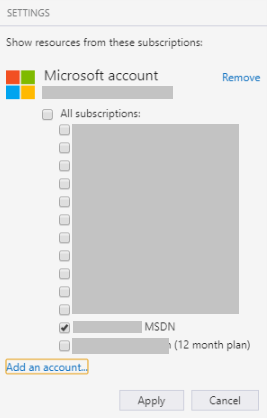 SETTINGS
Show resources from these subscriptions:
Microsoft account
Remove
All subscriptions:
MSDN
(12 month plan)
Add an account...
Apply
Cancel